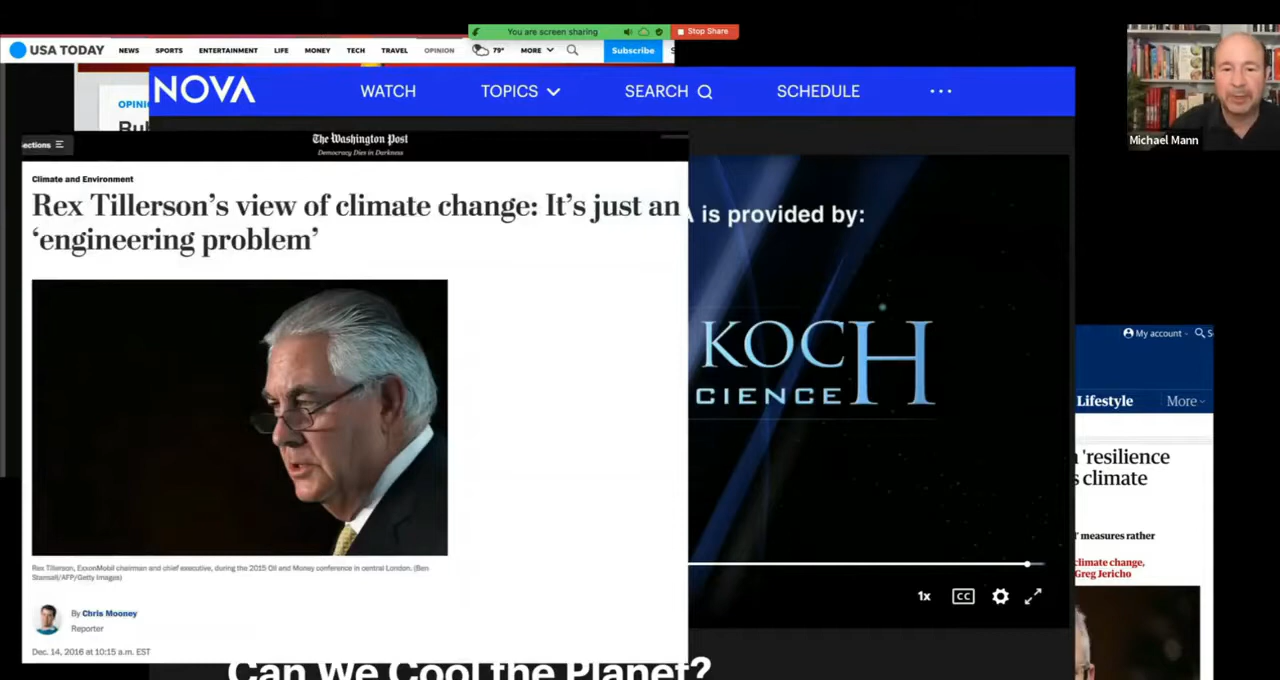 You are screen sharing
Stop Share
USA TODAY NEWS SPORTS ENTERTAINMENT LIFE MONEY TECH TRAVEL OPINION 79° MORE Subscribe S
Michael Mann
OPINI
NOVA WATCH TOPICS SEARCH SCHEDULE ...
ections
The Washington Post
Democracy Dies in Darkness
Climate and Environment
Rex Tillerson's view of climate change: It's just an
'engineering problem'
is provided by:
KOCH
CIENCE
My account S
Lifestyle More
'resilience
climate
measures rather
climate change,
Greg Jericho
Rex Tillerson, ExxonMobil chairman and chief executive, during the 2015 Oil and Money conference in central London. (Ben
Stansall/AFP/Getty Images)
1x CC
By Chris Mooney
Reporter
Dec. 14, 2016 at 10:15 a.m. EST
Can We Cool the Planet?